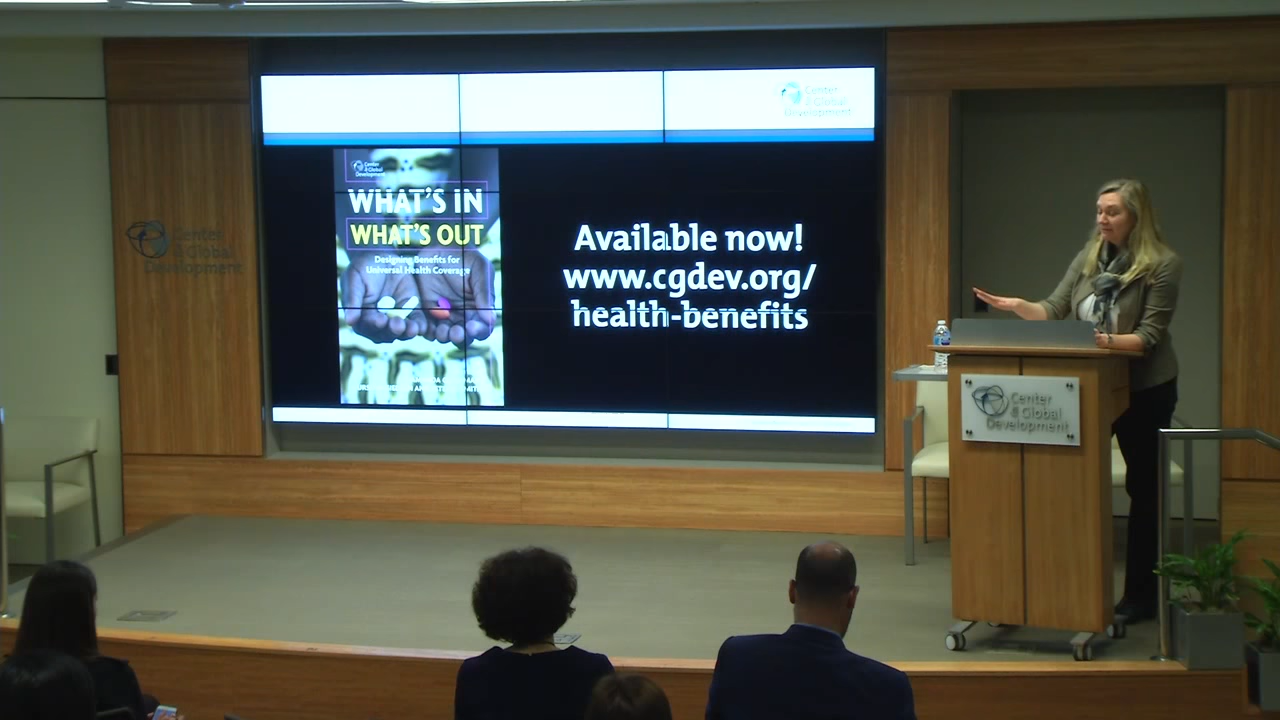 Center
& Global
Development
Center
& Global
Development
Center
& Global
Development
WHAT'S IN
WHAT'S OUT
Designing Benefits for
Universal Health Coverage
Available now!
www.cgdev.org/
health-benefits
Center
& Global
Development